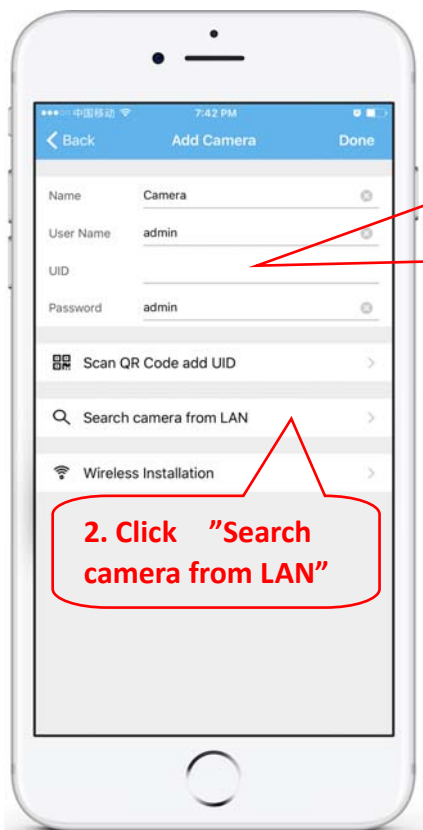 中国移动 7:42 PM
Back Add Camera Done
Name Camera
User Name admin
UID
Password admin
Scan QR Code add UID
Search camera from LAN
Wireless Installation
2. Click ”Search
camera from LAN”